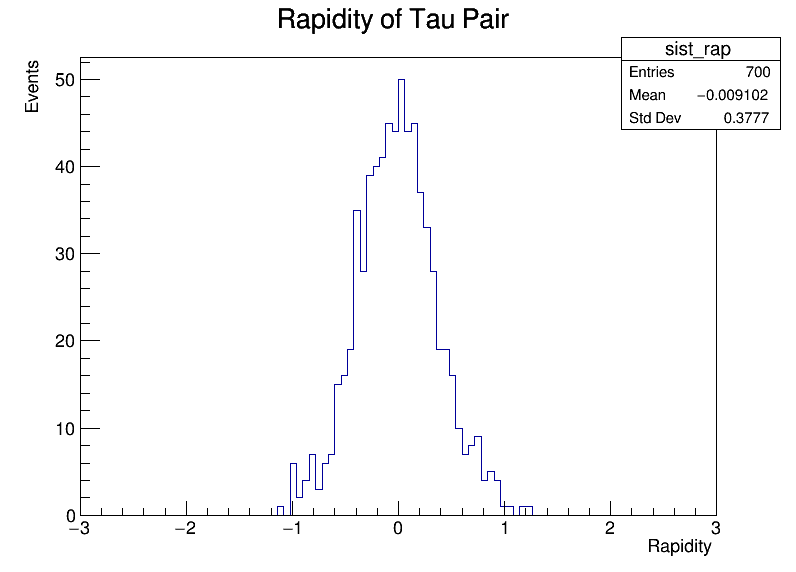 Rapidity of Tau Pair
sist_rap
Entries 700
Mean −0.009102
Std Dev 0.3777
Events
50
40
30
20
10
0
−3 −2 −1 0 1 2 3
Rapidity